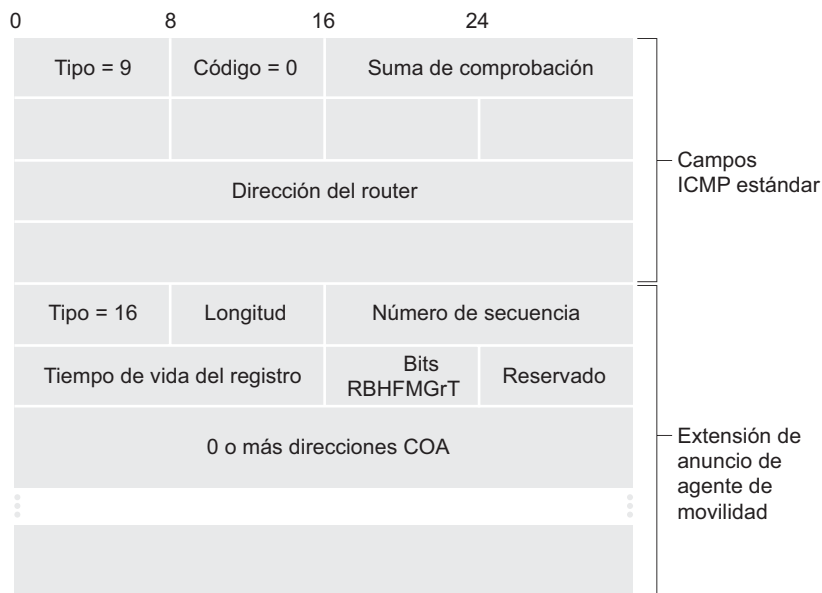 0 8 16 24
Tipo = 9 Código = 0 Suma de comprobación
Dirección del router
Campos
ICMP estándar
Tipo = 16 Longitud Número de secuencia
Tiempo de vida del registro Bits
RBHFMGrT Reservado
0 o más direcciones COA
Extensión de
anuncio de
agente de
movilidad